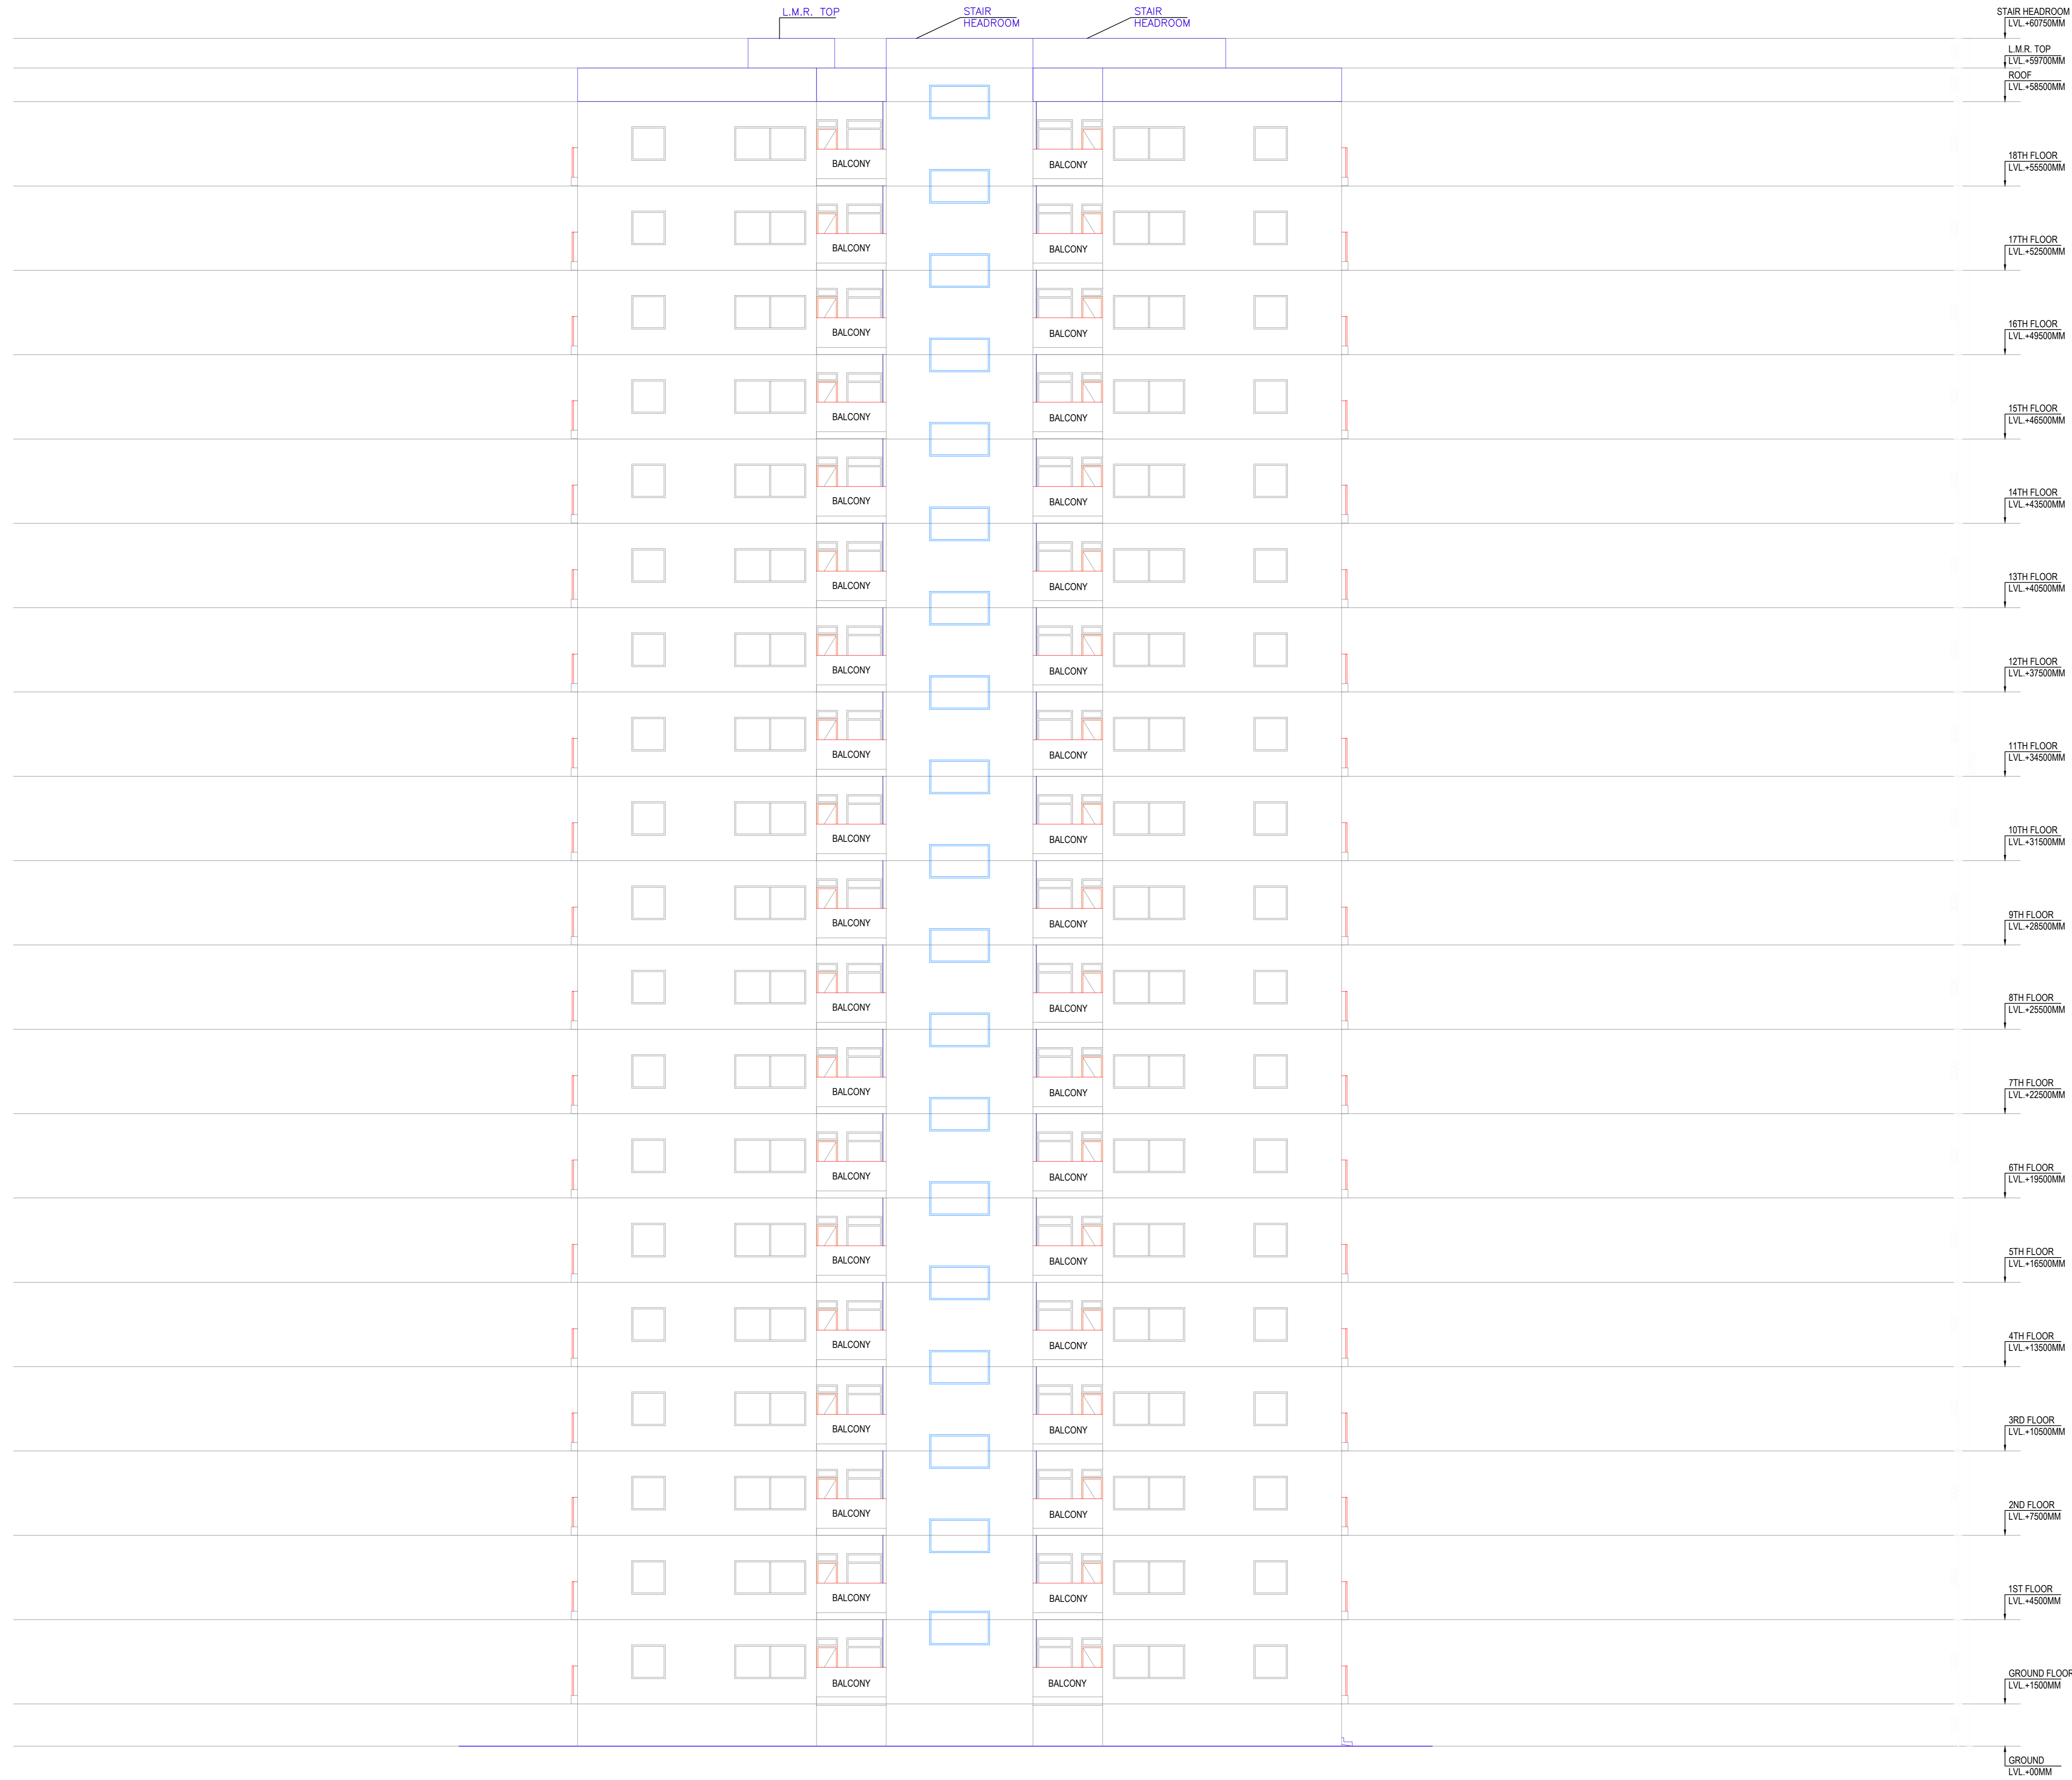 L.M.R. TOP
STAIR
HEADROOM
STAIR
HEADROOM
STAIR HEADROOM
LVL.+60750MM
L.M.R. TOP
LVL.+59700MM
ROOF
LVL.+58500MM
BALCONY BALCONY
18TH FLOOR
LVL.+55500MM
BALCONY BALCONY
17TH FLOOR
LVL.+52500MM
BALCONY BALCONY
16TH FLOOR
LVL.+49500MM
BALCONY BALCONY
15TH FLOOR
LVL.+46500MM
BALCONY BALCONY
14TH FLOOR
LVL.+43500MM
BALCONY BALCONY
13TH FLOOR
LVL.+40500MM
BALCONY BALCONY
12TH FLOOR
LVL.+37500MM
BALCONY BALCONY
11TH FLOOR
LVL.+34500MM
BALCONY BALCONY
10TH FLOOR
LVL.+31500MM
BALCONY BALCONY
9TH FLOOR
LVL.+28500MM
BALCONY BALCONY
8TH FLOOR
LVL.+25500MM
BALCONY BALCONY
7TH FLOOR
LVL.+22500MM
BALCONY BALCONY
6TH FLOOR
LVL.+19500MM
BALCONY BALCONY
5TH FLOOR
LVL.+16500MM
BALCONY BALCONY
4TH FLOOR
LVL.+13500MM
BALCONY BALCONY
3RD FLOOR
LVL.+10500MM
BALCONY BALCONY
2ND FLOOR
LVL.+7500MM
BALCONY BALCONY
1ST FLOOR
LVL.+4500MM
BALCONY BALCONY
GROUND FLOOR
LVL.+1500MM
GROUND
LVL.+00MM